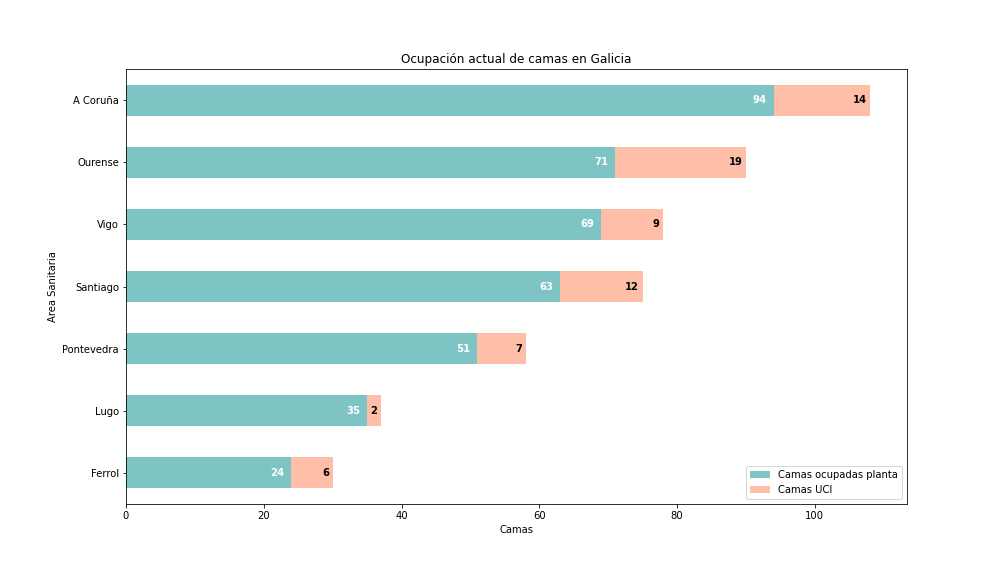 Ocupación actual de camas en Galicia
A Coruña
94
14
Ourense
71
19
Vigo
69
9
Santiago
63
12
Pontevedra
51
7
Lugo
35
2
Ferrol
24
6
Area Sanitaria
Camas ocupadas planta
Camas UCI
0
20
40
60
80
100
Camas